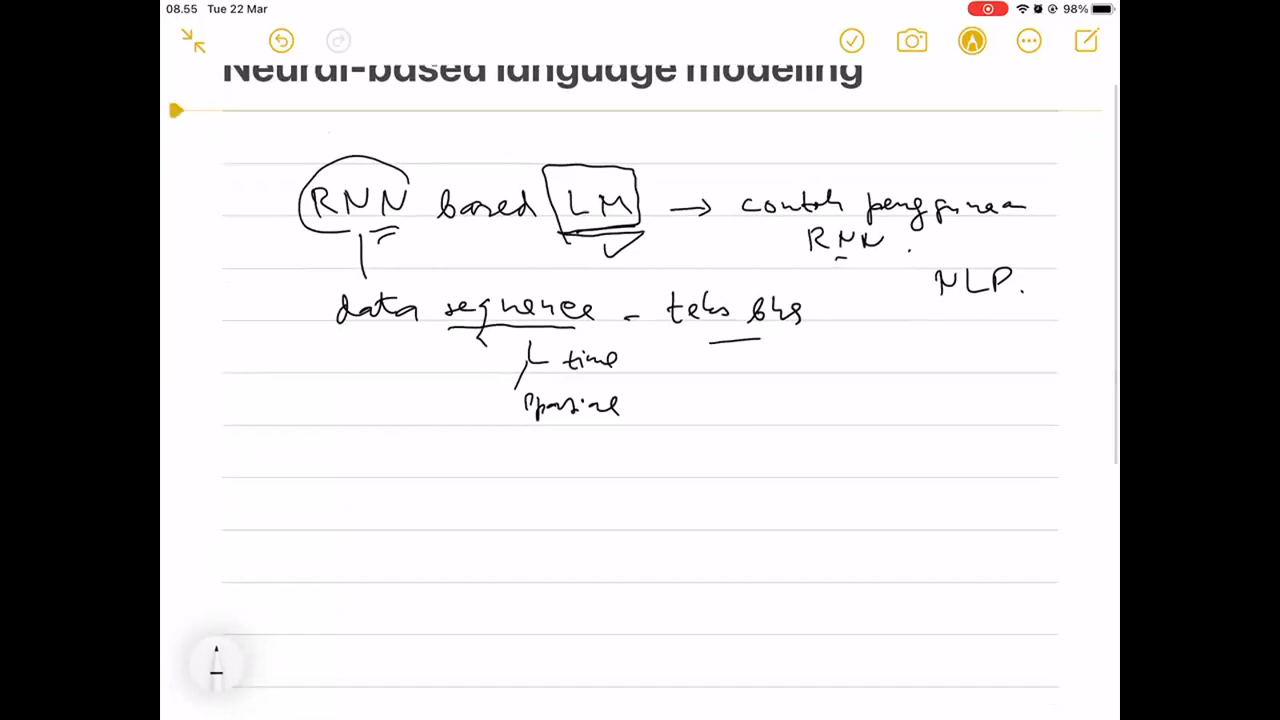 08.55 Tue 22 Mar 98%
Neural-based language modeling
RNN based LM → contoh penggunaan
RNN.
NLP.
data sequence - teks bhs
time
spasial